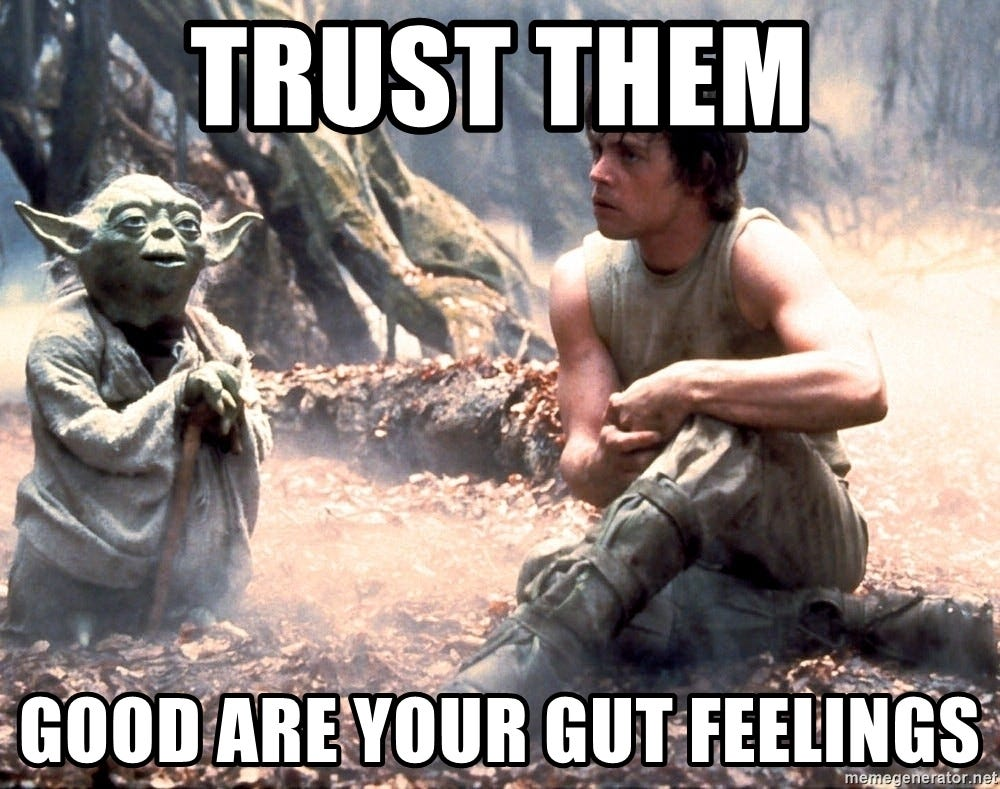 TRUST THEM
GOOD ARE YOUR GUT FEELINGS
memegenerator.net